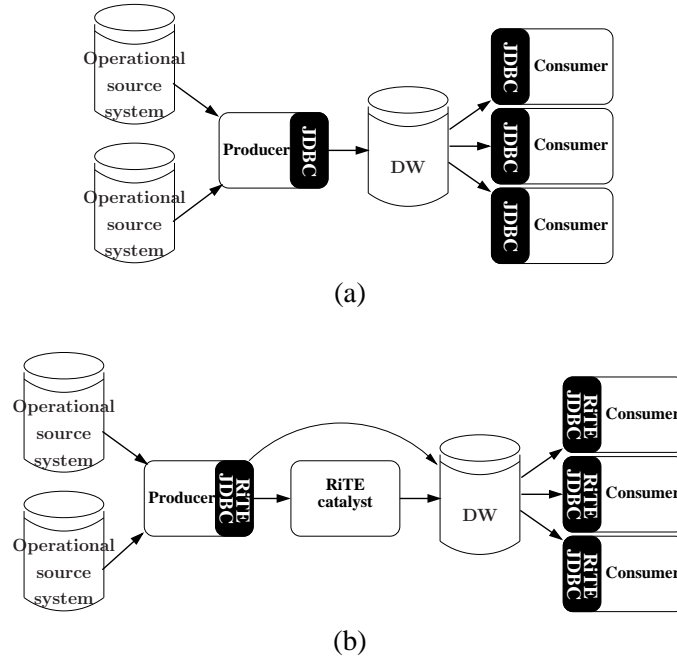 Operational
source
system
Operational
source
system
Producer
JDBC
DW
JDBC
Consumer
JDBC
Consumer
JDBC
Consumer
(a)
Operational
source
system
Operational
source
system
Producer
RiTE
JDBC
RiTE
catalyst
DW
RiTE
JDBC
Consumer
RiTE
JDBC
Consumer
RiTE
JDBC
Consumer
(b)